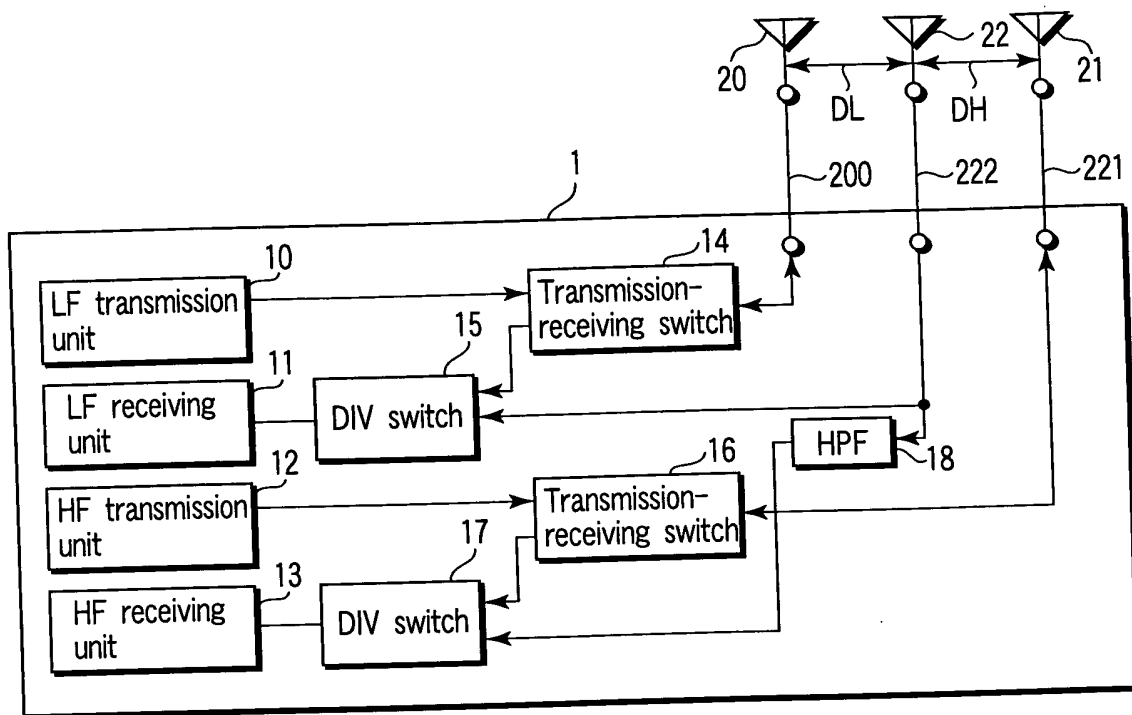 20
22
21
DL
DH
1
200
222
221
10
LF transmission
unit
14
Transmission-
receiving switch
15
11
LF receiving
unit
DIV switch
HPF
18
12
HF transmission
unit
16
Transmission-
receiving switch
17
13
HF receiving
unit
DIV switch